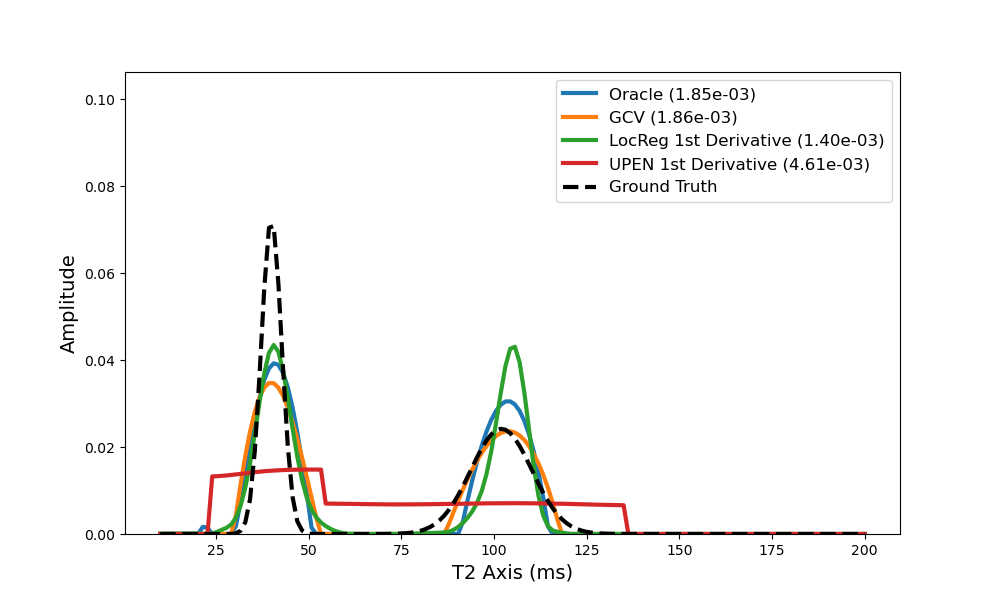 Oracle (1.85e-03)
GCV (1.86e-03)
LocReg 1st Derivative (1.40e-03)
UPEN 1st Derivative (4.61e-03)
Ground Truth
0.10
0.08
0.06
0.04
0.02
0.00
Amplitude
25 50 75 100 125 150 175 200
T2 Axis (ms)